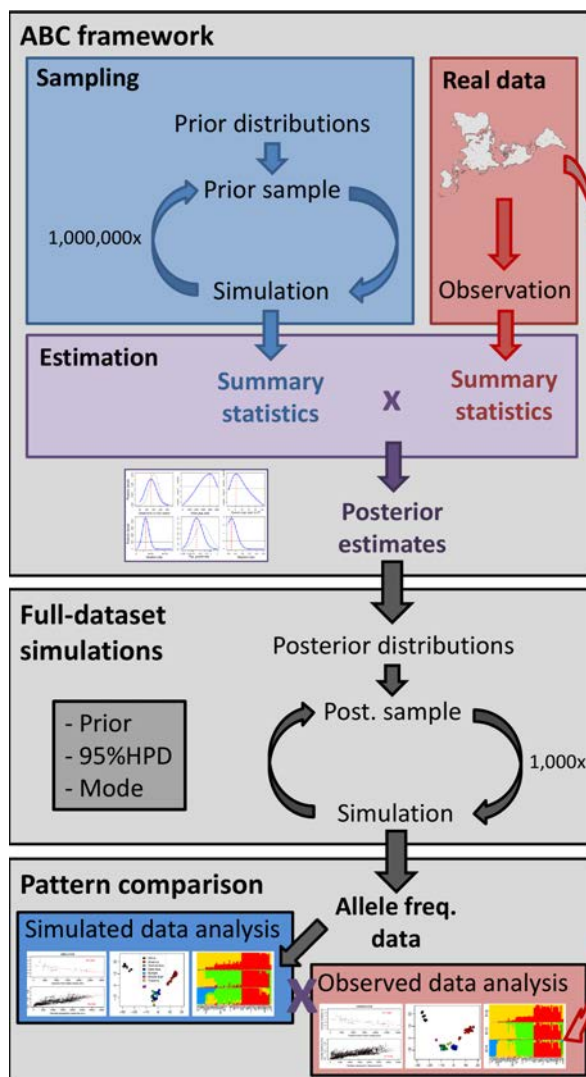 ABC framework
Sampling
Real data
Prior distributions
Prior sample
1,000,000x
Simulation
Observation
Estimation
Summary
statistics
X
Summary
statistics
Posterior
estimates
Full-dataset
simulations
Posterior distributions
- Prior
- 95%HPD
- Mode
Post. sample
1,000x
Simulation
Pattern comparison
Allele freq.
data
Simulated data analysis
X
Observed data analysis